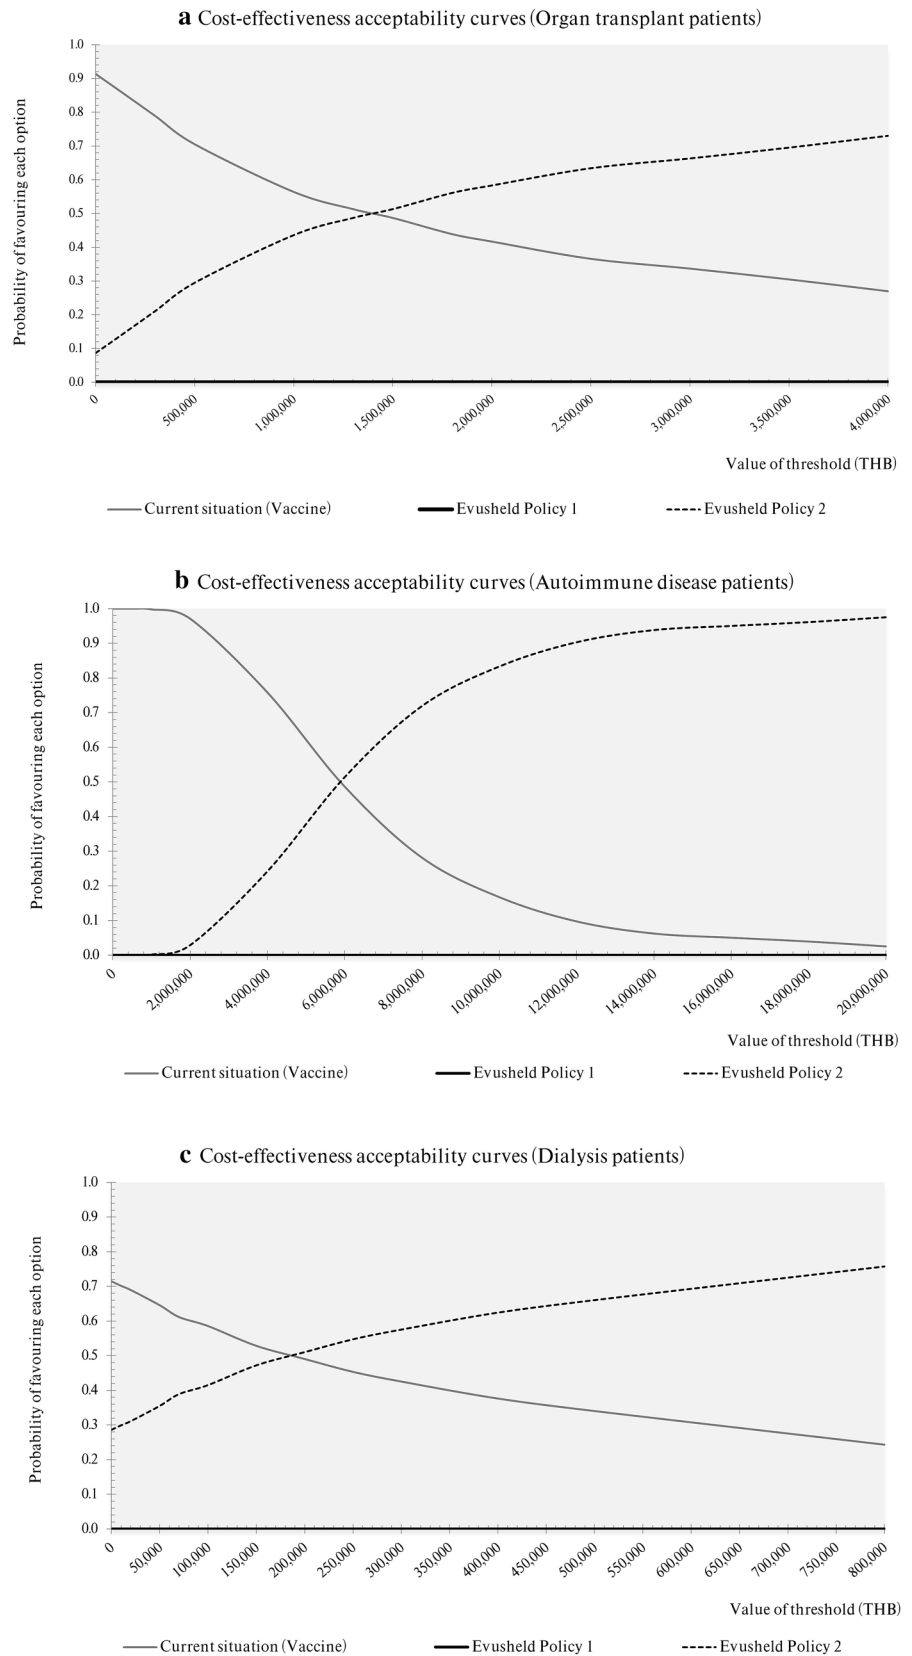 a Cost-effectiveness acceptability curves (Organ transplant patients)
Probability of favouring each option
1.0
0.9
0.8
0.7
0.6
0.5
0.4
0.3
0.2
0.1
0.0
0 500,000 1,000,000 1,500,000 2,000,000 2,500,000 3,000,000 3,500,000 4,000,000
Value of threshold (THB)
Current situation (Vaccine) Evusheld Policy 1 Evusheld Policy 2
b Cost-effectiveness acceptability curves (Autoimmune disease patients)
Probability of favouring each option
1.0
0.9
0.8
0.7
0.6
0.5
0.4
0.3
0.2
0.1
0.0
0 2,000,000 4,000,000 6,000,000 8,000,000 10,000,000 12,000,000 14,000,000 16,000,000 18,000,000 20,000,000
Value of threshold (THB)
Current situation (Vaccine) Evusheld Policy 1 Evusheld Policy 2
c Cost-effectiveness acceptability curves (Dialysis patients)
Probability of favouring each option
1.0
0.9
0.8
0.7
0.6
0.5
0.4
0.3
0.2
0.1
0.0
0 50,000 100,000 150,000 200,000 250,000 300,000 350,000 400,000 450,000 500,000 550,000 600,000 650,000 700,000 750,000 800,000
Value of threshold (THB)
Current situation (Vaccine) Evusheld Policy 1 Evusheld Policy 2